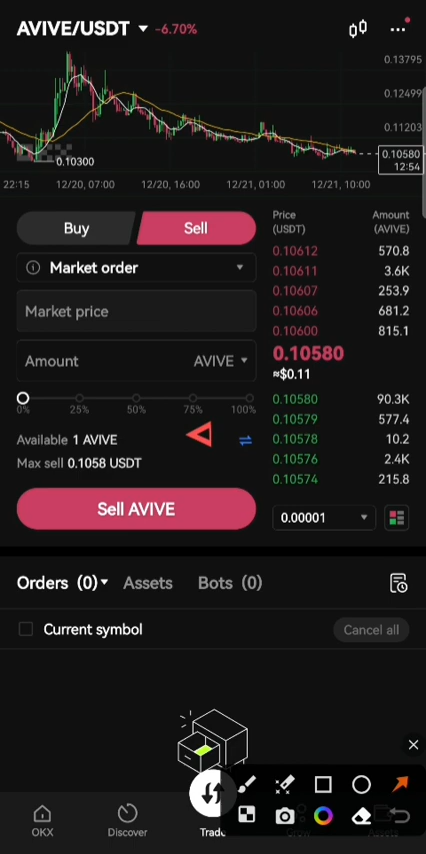 AVIVE/USDT -6.70%
0.13795
0.12499
0.11203
0.10580
12:54
0.10300
22:15 12/20, 07:00 12/20, 16:00 12/21, 01:00 12/21, 10:00
Buy Sell
Market order
Market price
Amount AVIVE
0% 25% 50% 75% 100%
Available 1 AVIVE
Max sell 0.1058 USDT
Sell AVIVE
Price Amount
(USDT) (AVIVE)
0.10612 570.8
0.10611 3.6K
0.10607 253.9
0.10606 681.2
0.10600 815.1
0.10580
≈$0.11
0.10580 90.3K
0.10579 577.4
0.10578 10.2
0.10576 2.4K
0.10574 215.8
0.00001
Orders (0) Assets Bots (0)
Current symbol Cancel all
OKX Discover Trade Grow Assets